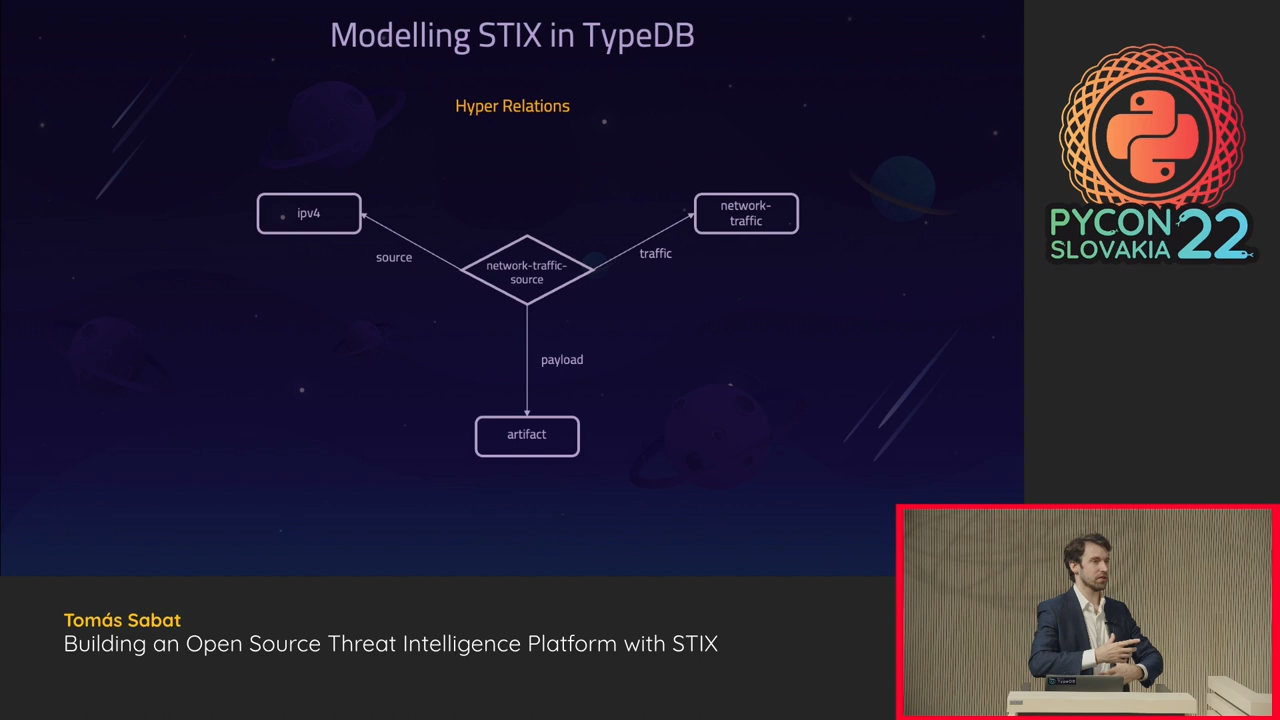 Modelling STIX in TypeDB
Hyper Relations
ipv4
network-
traffic
source
network-traffic-
source
traffic
payload
artifact
PYCON
SLOVAKIA
22
Tomás Sabat
Building an Open Source Threat Intelligence Platform with STIX